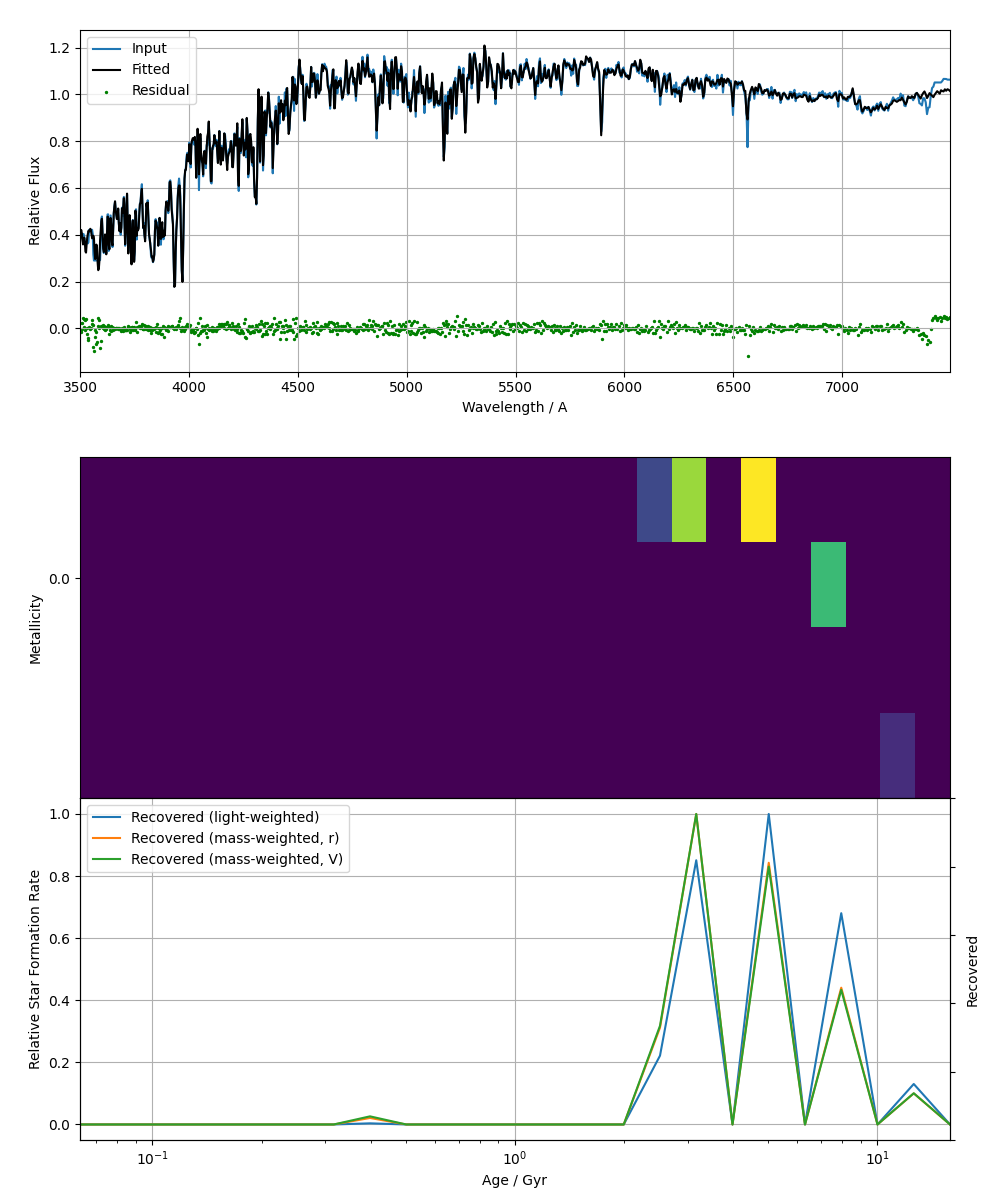 1.2
1.0
0.8
0.6
0.4
0.2
0.0
Relative Flux
Input
Fitted
Residual
3500 4000 4500 5000 5500 6000 6500 7000
Wavelength / A
0.0
Metallicity
1.0
0.8
0.6
0.4
0.2
0.0
Relative Star Formation Rate
Recovered (light-weighted)
Recovered (mass-weighted, r)
Recovered (mass-weighted, V)
Recovered
10⁻¹ 10⁰ 10¹
Age / Gyr